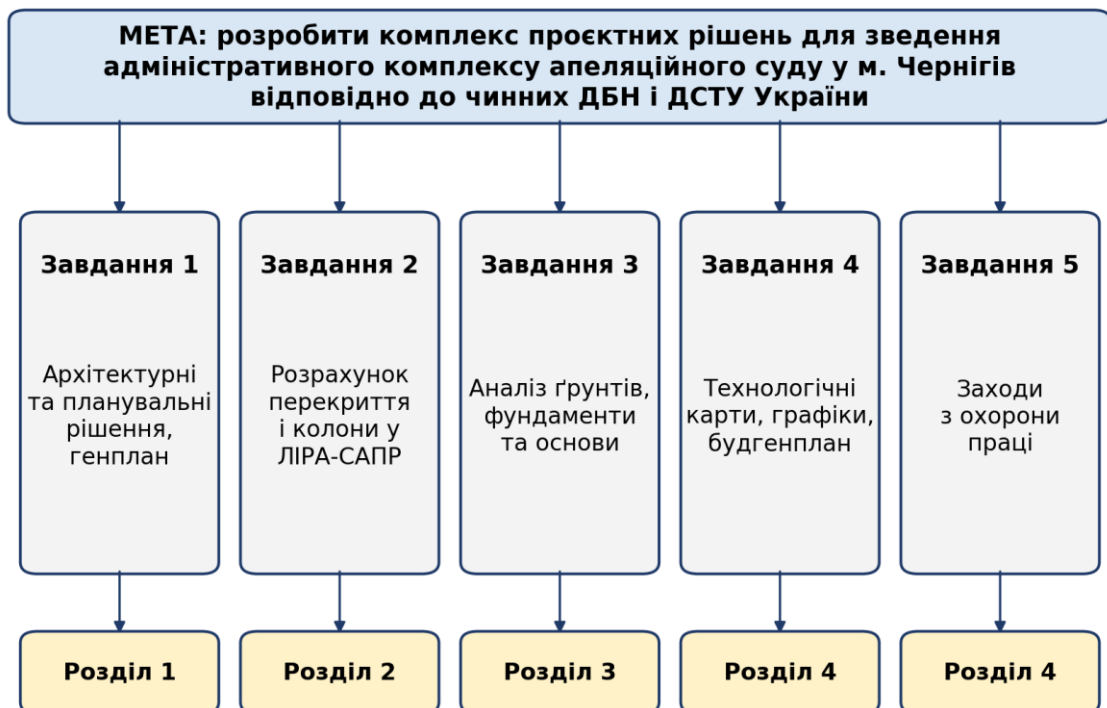 МЕТА: розробити комплекс проєктних рішень для зведення
адміністративного комплексу апеляційного суду у м. Чернігів
відповідно до чинних ДБН і ДСТУ України
Завдання 1
Архітектурні
та планувальні
рішення,
генплан
Завдання 2
Розрахунок
перекриття
і колони у
ЛІРА-САПР
Завдання 3
Аналіз ґрунтів,
фундаменти
та основи
Завдання 4
Технологічні
карти, графіки,
будгенплан
Завдання 5
Заходи
з охорони
праці
Розділ 1
Розділ 2
Розділ 3
Розділ 4
Розділ 4